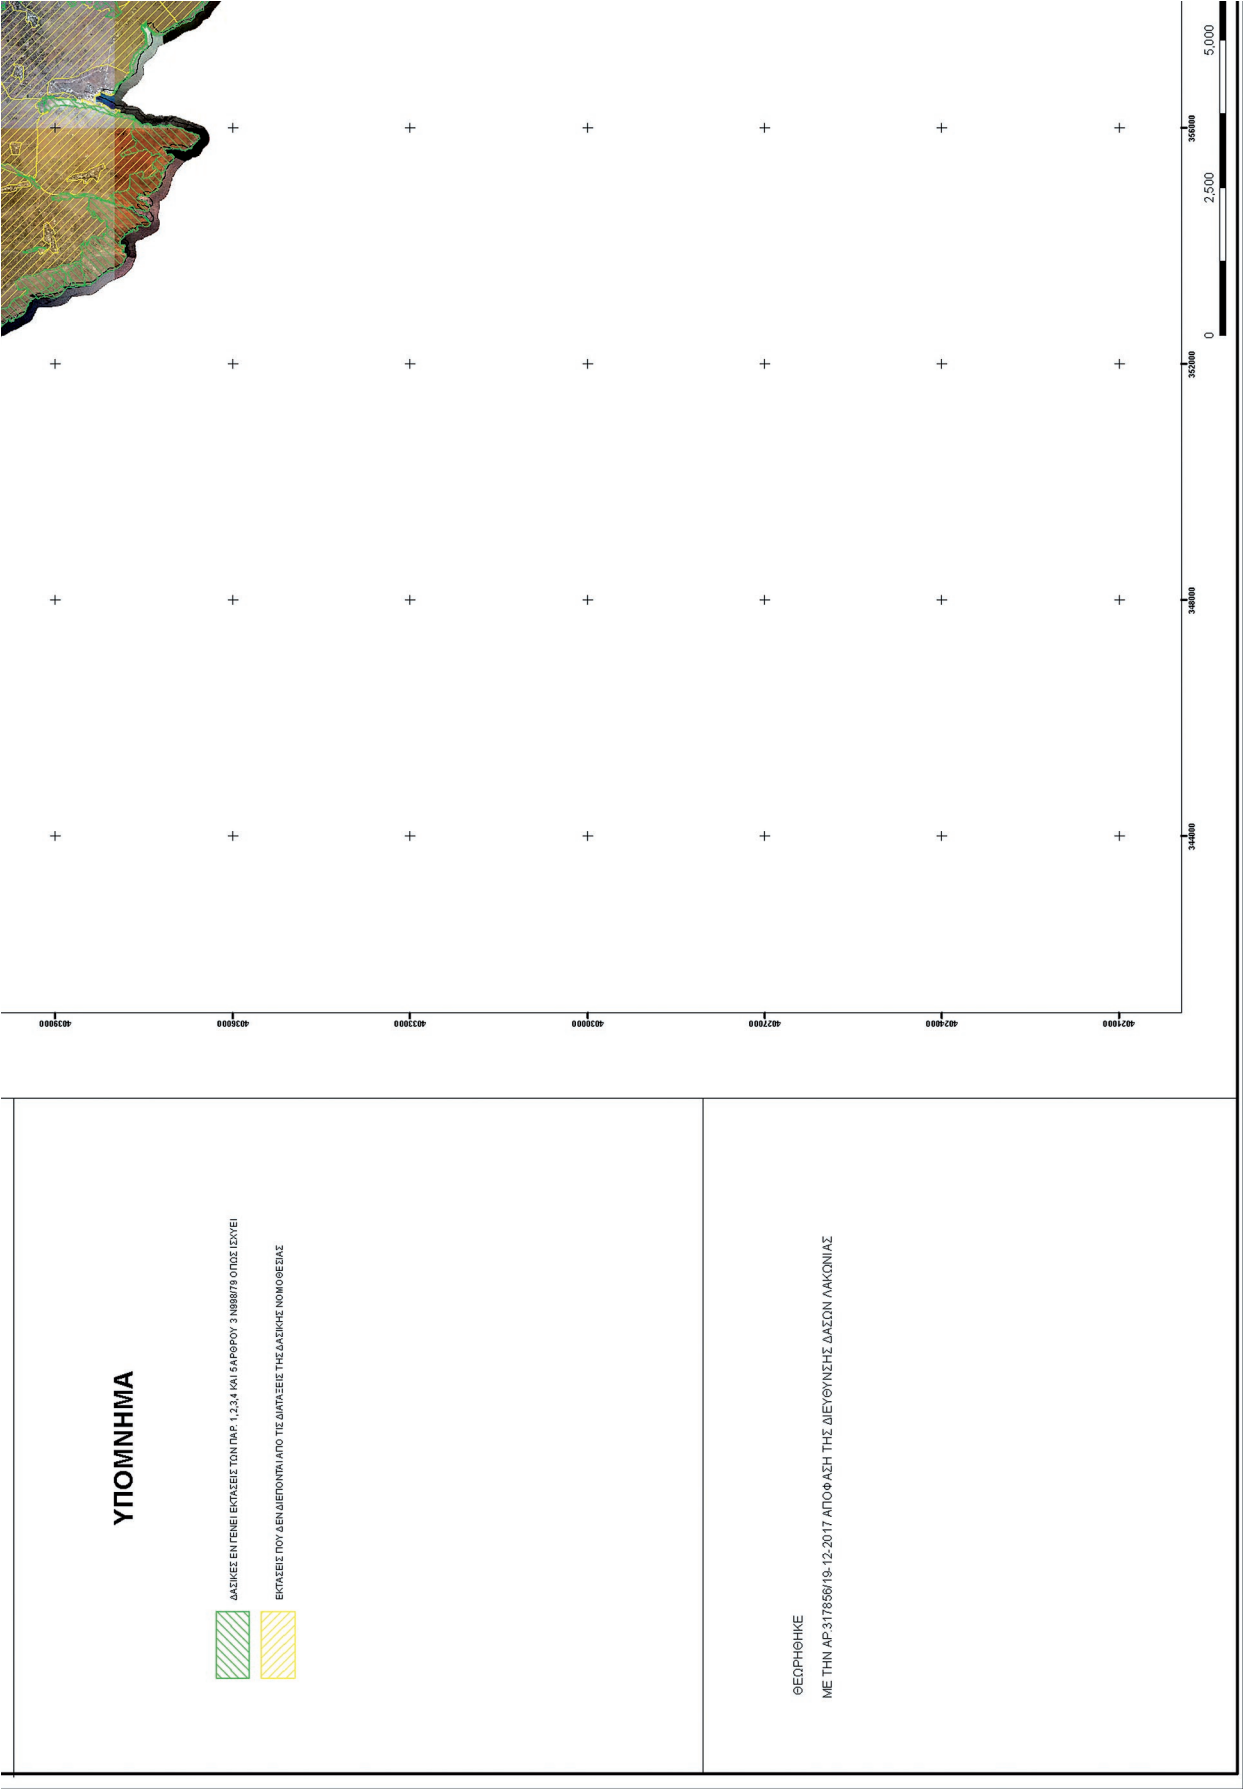 ΥΠΟΜΝΗΜΑ
ΔΑΣΙΚΕΣ ΕΝ ΓΕΝΕΙ ΕΚΤΑΣΕΙΣ ΤΩΝ ΠΑΡ. 1,2,3,4 ΚΑΙ 5 ΑΡΘΡΟΥ 3 Ν998/79 ΟΠΩΣ ΙΣΧΥΕΙ
ΕΚΤΑΣΕΙΣ ΠΟΥ ΔΕΝ ΔΙΕΠΟΝΤΑΙ ΑΠΟ ΤΙΣ ΔΙΑΤΑΞΕΙΣ ΤΗΣ ΔΑΣΙΚΗΣ ΝΟΜΟΘΕΣΙΑΣ
ΘΕΩΡΗΘΗΚΕ
ΜΕ ΤΗΝ ΑΡ.317856/19-12-2017 ΑΠΟΦΑΣΗ ΤΗΣ ΔΙΕΥΘΥΝΣΗΣ ΔΑΣΩΝ ΛΑΚΩΝΙΑΣ
4039000
4036000
4033000
4030000
4027000
4024000
4021000
344000
348000
352000
356000
0
2,500
5,000